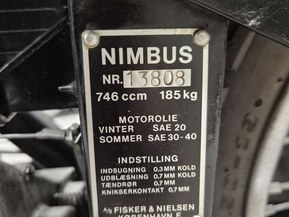 NIMBUS
NR. 13808
746 ccm 185 kg
MOTOROLIE
VINTER SAE 20
SOMMER SAE 30-40
INDSTILLING
INDSUGNING 0.3 MM KOLD
UDBLÆSNING 0.7 MM KOLD
TÆNDRØR 0.7 MM
KNIKSERKONTAKT 0.7 MM
A/S FISKER & NIELSEN
KØBENHAVN F.